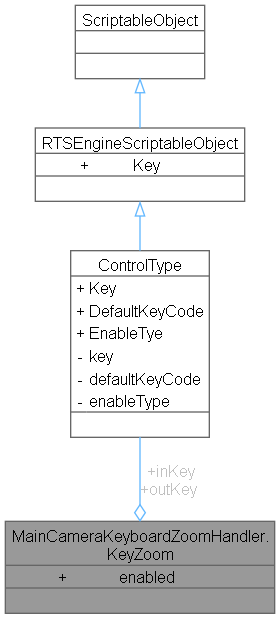 ScriptableObject
RTSEngineScriptableObject
+ Key
ControlType
+ Key
+ DefaultKeyCode
+ EnableTye
- key
- defaultKeyCode
- enableType
+inKey
+outKey
MainCameraKeyboardZoomHandler.
KeyZoom
+ enabled